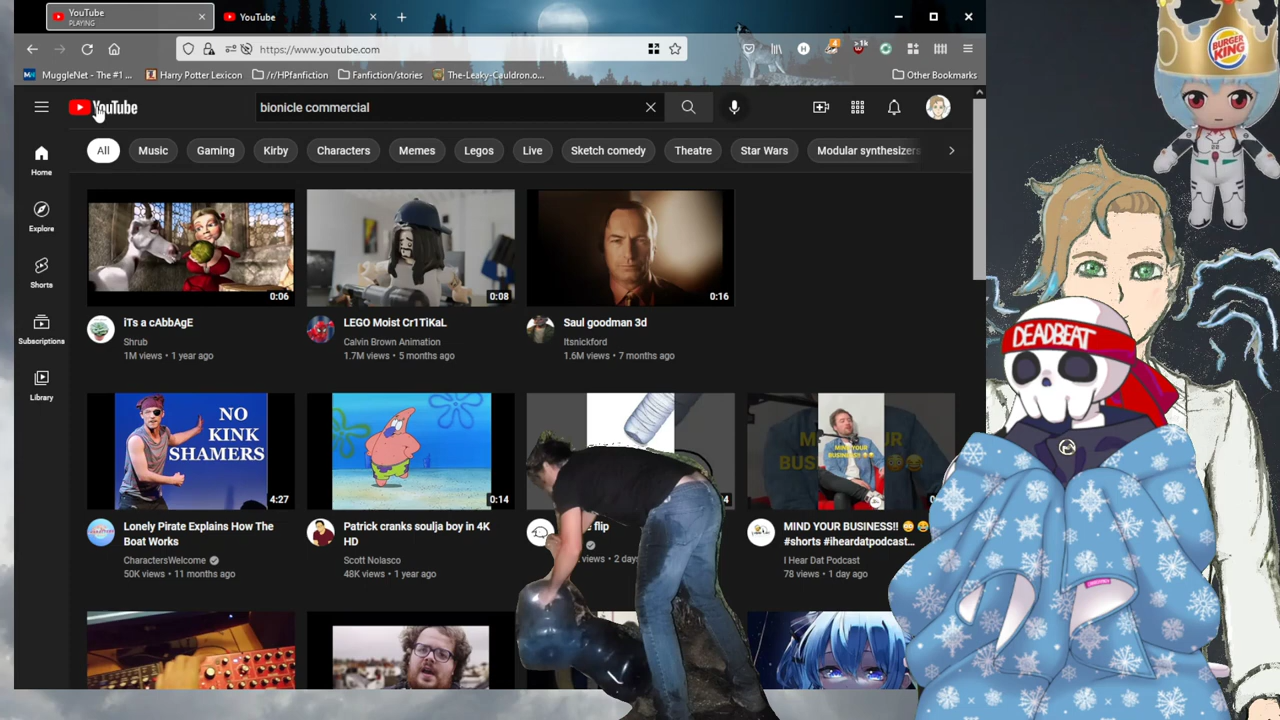 YouTube
PLAYING
YouTube
https://www.youtube.com
4
>1k
MuggleNet - The #1 ...
Harry Potter Lexicon
/r/HPfanfiction
Fanfiction/stories
The-Leaky-Cauldron.o...
Other Bookmarks
YouTube
bionicle commercial
All
Music
Gaming
Kirby
Characters
Memes
Legos
Live
Sketch comedy
Theatre
Star Wars
Modular synthesizers
Home
Explore
Shorts
Subscriptions
Library
0:06
0:08
0:16
iTs a cAbbAgE
Shrub
1M views • 1 year ago
LEGO Moist Cr1TiKaL
Calvin Brown Animation
1.7M views • 5 months ago
Saul goodman 3d
Itsnickford
1.6M views • 7 months ago
NO
KINK
SHAMERS
4:27
0:14
MIND YOUR
BUSINESS!!
Lonely Pirate Explains How The
Boat Works
CharactersWelcome
50K views • 11 months ago
Patrick cranks soulja boy in 4K
HD
Scott Nolasco
48K views • 1 year ago
flip
views • 2 days
MIND YOUR BUSINESS!! 😳 😂
#shorts #iheardatpodcast...
I Hear Dat Podcast
78 views • 1 day ago
BURGER
KING
DEADBEAT